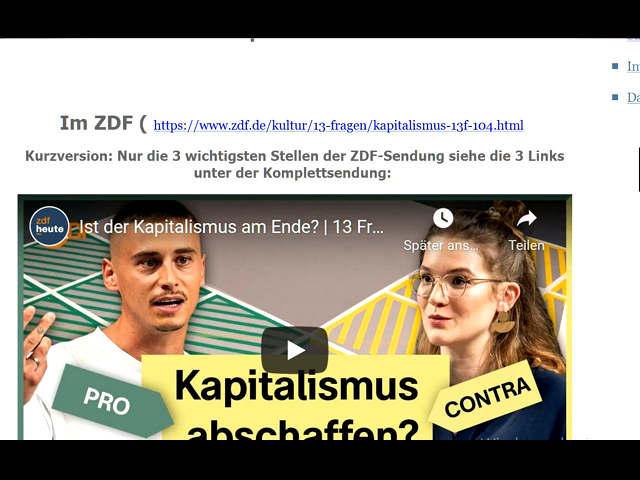 Im ZDF ( https://www.zdf.de/kultur/13-fragen/kapitalismus-13f-104.html
Kurzversion: Nur die 3 wichtigsten Stellen der ZDF-Sendung siehe die 3 Links
unter der Komplettsendung:
Im
Da
zdf
heute
Ist der Kapitalismus am Ende? | 13 Fr...
Später ans...
Teilen
PRO
Kapitalismus
abschaffen?
CONTRA